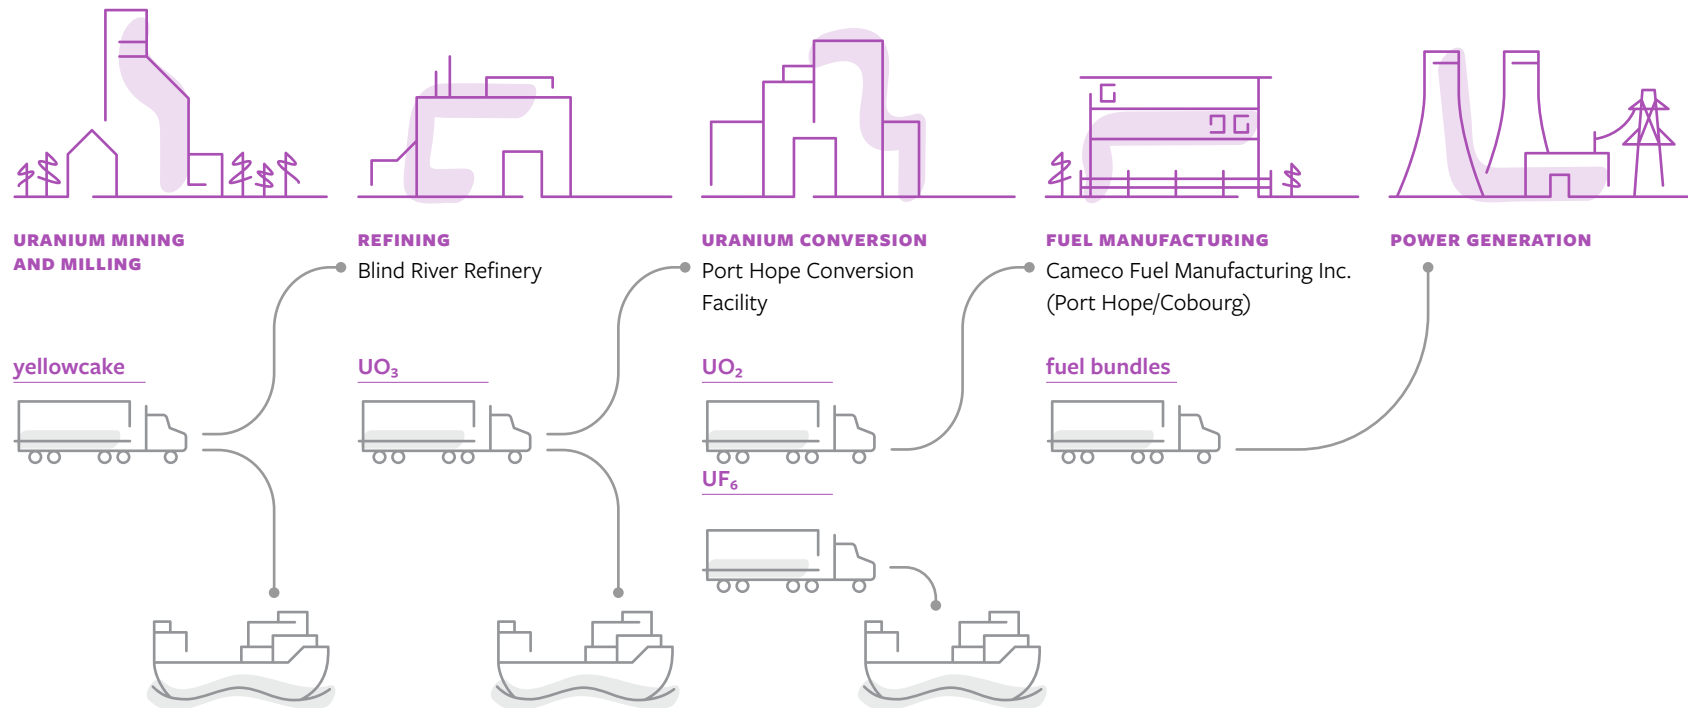 URANIUM MINING
AND MILLING
REFINING
Blind River Refinery
URANIUM CONVERSION
Port Hope Conversion
Facility
FUEL MANUFACTURING
Cameco Fuel Manufacturing Inc.
(Port Hope/Cobourg)
POWER GENERATION
yellowcake
UO₃
UO₂
fuel bundles
UF₆